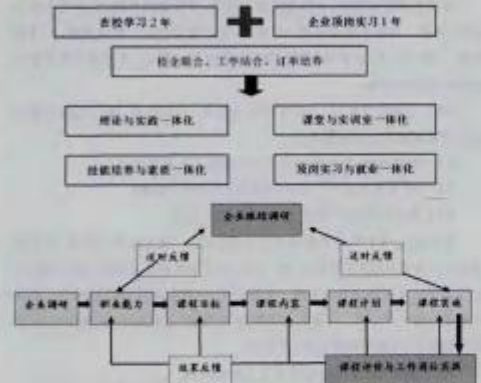 在校学习2年
企业顶岗实习1年
校企联合、工学结合、订单培养
理论与实践一体化
课堂与实训室一体化
技能培养与素质一体化
顶岗实习与就业一体化
企业跟踪调研
适时反馈
适时反馈
企业调研
职业能力
课程目标
课程内容
课程计划
课程实施
效果反馈
课程评价与工作岗位实践